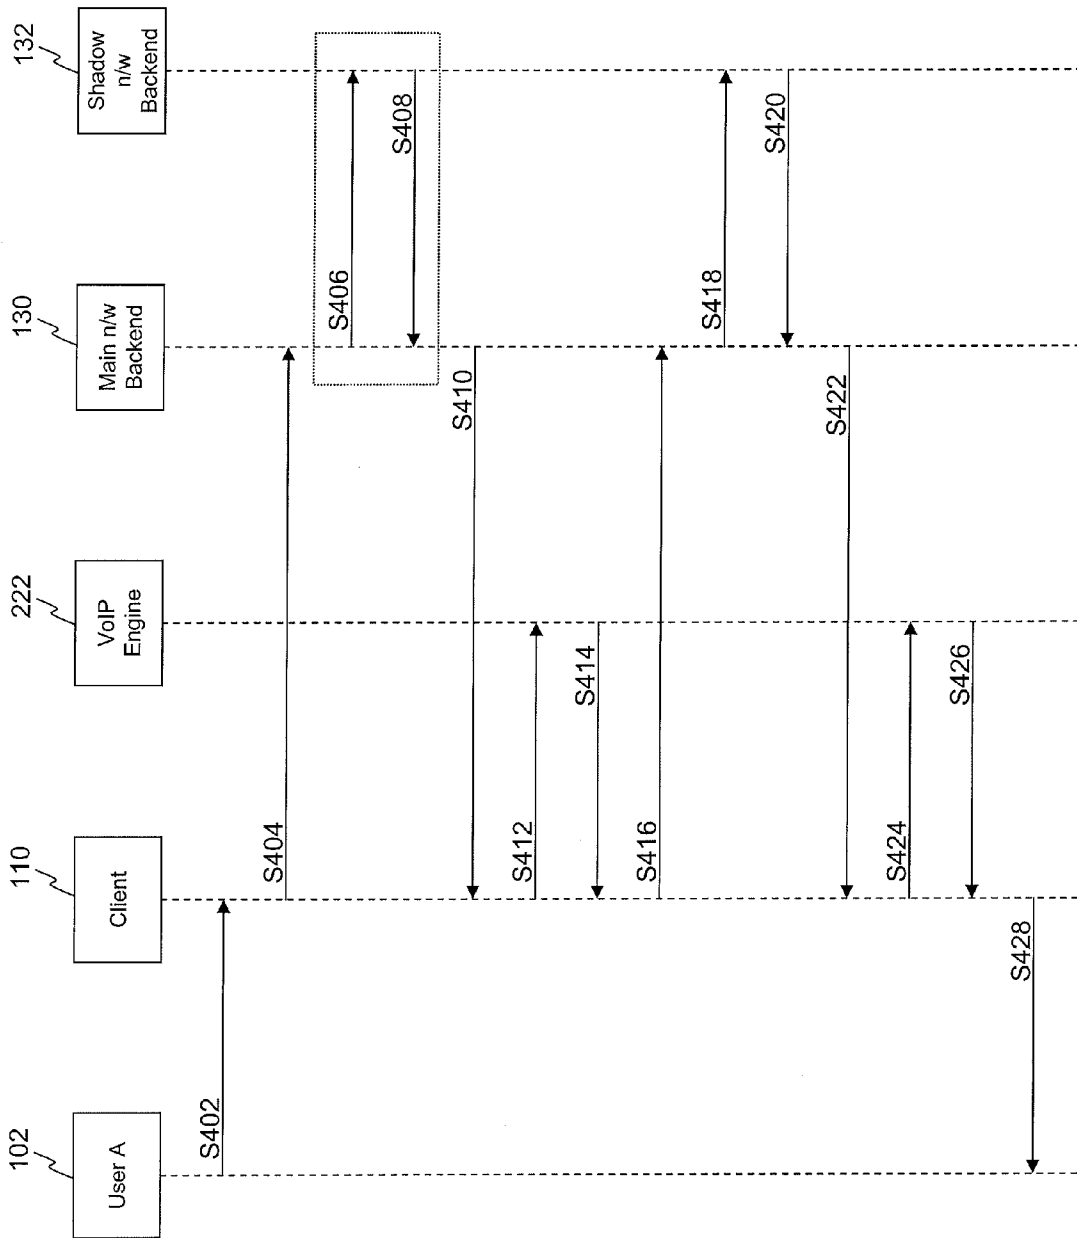 102
110
222
130
132
User A
Client
VoIP
Engine
Main n/w
Backend
Shadow
n/w
Backend
S402
S404
S406
S408
S410
S412
S414
S416
S418
S420
S422
S424
S426
S428